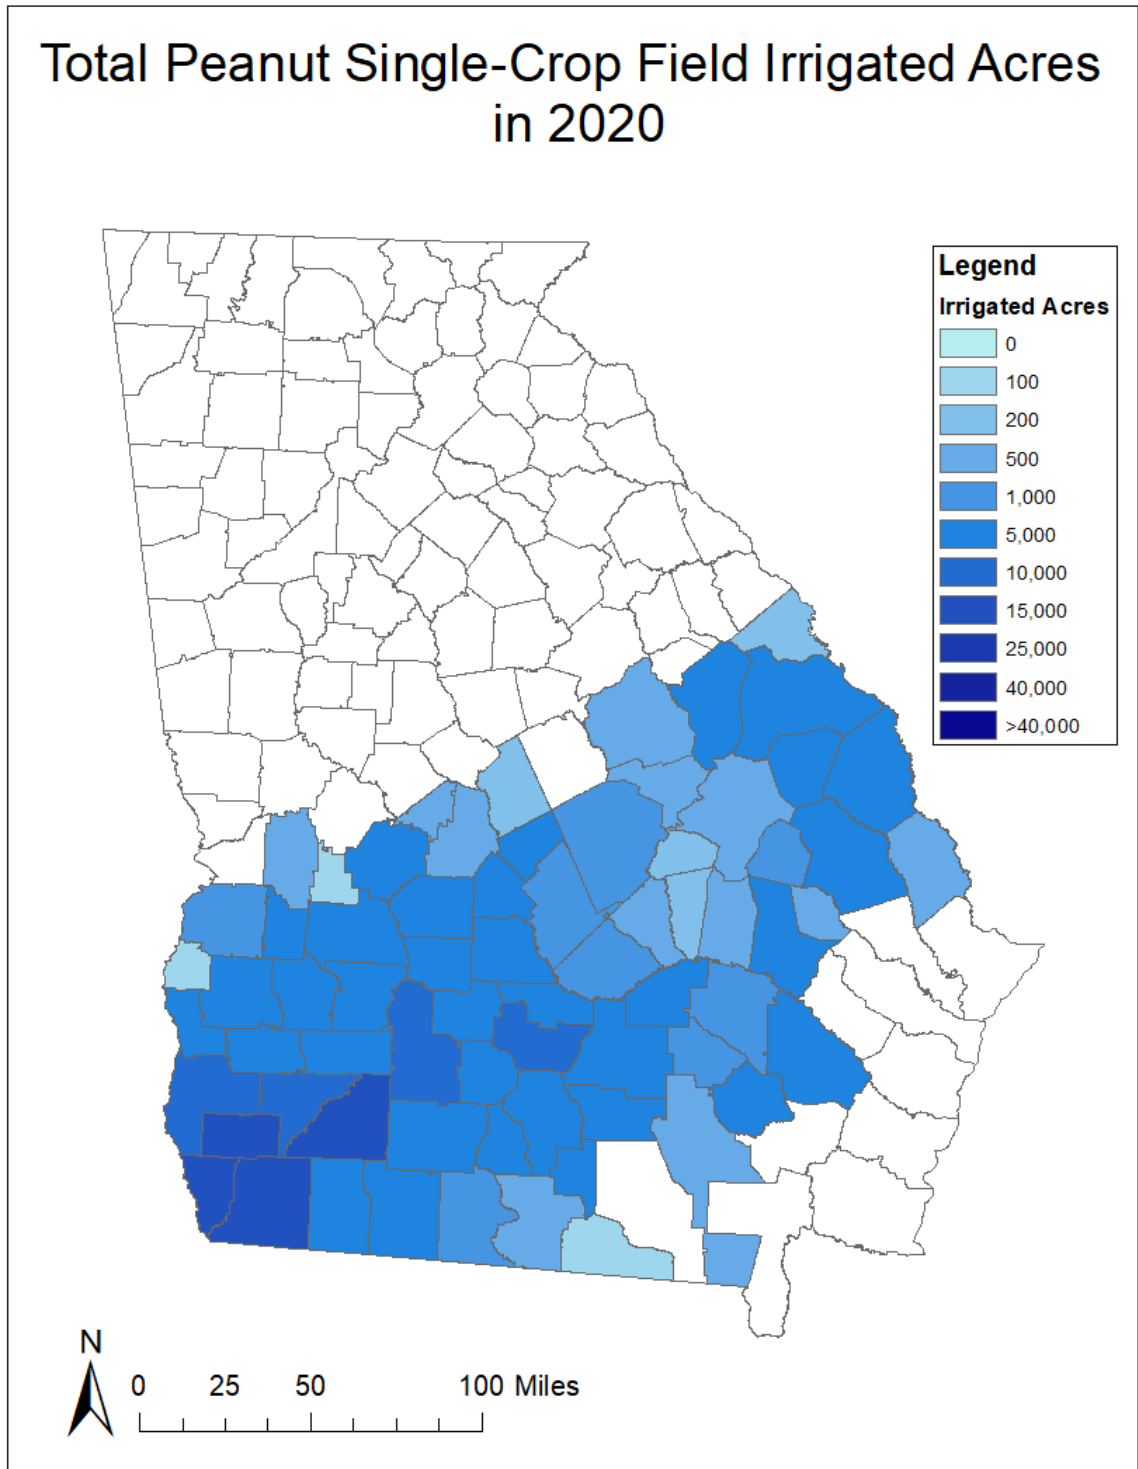 Total Peanut Single-Crop Field Irrigated Acres
in 2020
Legend
Irrigated Acres
0
100
200
500
1,000
5,000
10,000
15,000
25,000
40,000
>40,000
N
0 25 50 100 Miles